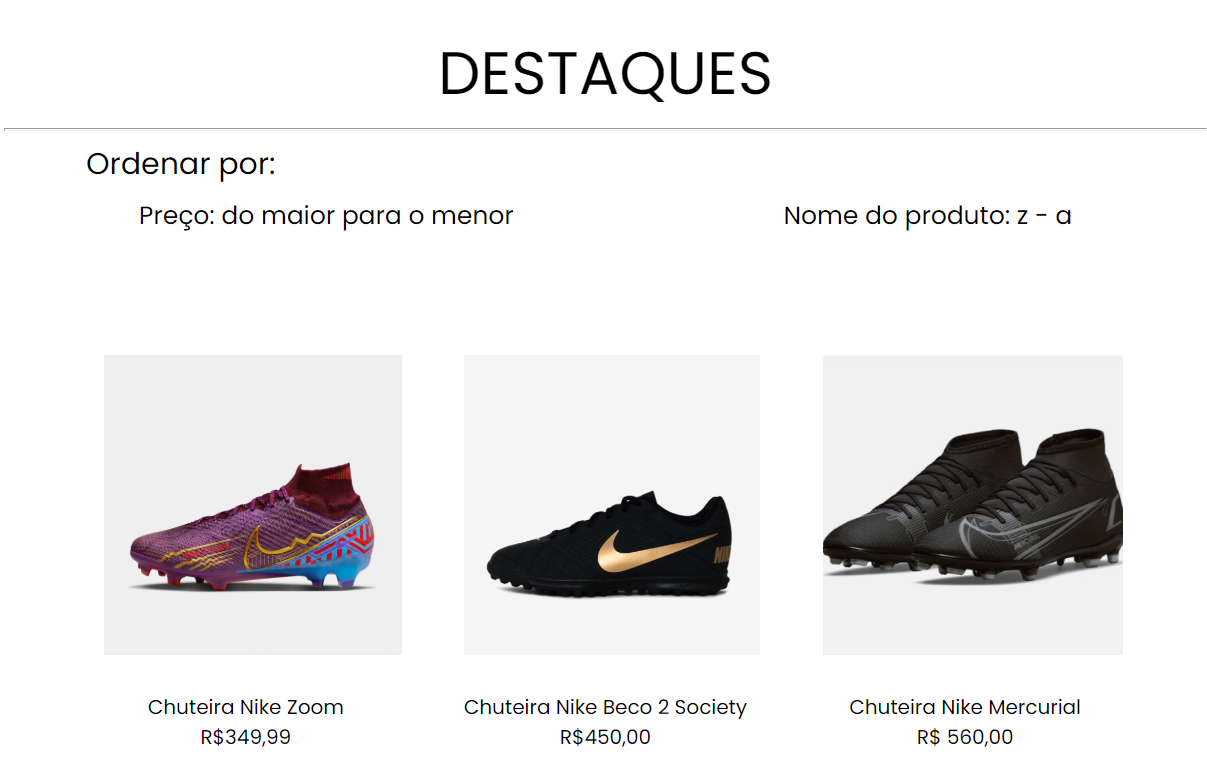 DESTAQUES
Ordenar por:
Preço: do maior para o menor
Nome do produto: z - a
NIKE
Chuteira Nike Zoom
R$349,99
Chuteira Nike Beco 2 Society
R$450,00
Chuteira Nike Mercurial
R$ 560,00